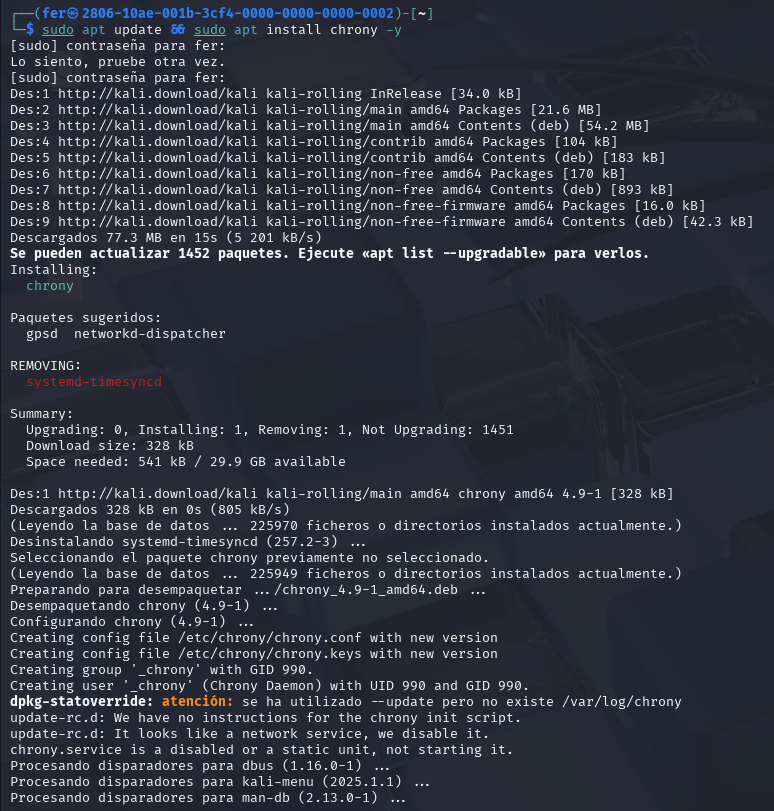 ┌──(fer㉿2806-10ae-001b-3cf4-0000-0000-0000-0002)-[~]
└─$ sudo apt update && sudo apt install chrony -y
[sudo] contraseña para fer:
Lo siento, pruebe otra vez.
[sudo] contraseña para fer:
Des:1 http://kali.download/kali kali-rolling InRelease [34.0 kB]
Des:2 http://kali.download/kali kali-rolling/main amd64 Packages [21.6 MB]
Des:3 http://kali.download/kali kali-rolling/main amd64 Contents (deb) [54.2 MB]
Des:4 http://kali.download/kali kali-rolling/contrib amd64 Packages [104 kB]
Des:5 http://kali.download/kali kali-rolling/contrib amd64 Contents (deb) [183 kB]
Des:6 http://kali.download/kali kali-rolling/non-free amd64 Packages [170 kB]
Des:7 http://kali.download/kali kali-rolling/non-free amd64 Contents (deb) [893 kB]
Des:8 http://kali.download/kali kali-rolling/non-free-firmware amd64 Packages [16.0 kB]
Des:9 http://kali.download/kali kali-rolling/non-free-firmware amd64 Contents (deb) [42.3 kB]
Descargados 77.3 MB en 15s (5 201 kB/s)
Se pueden actualizar 1452 paquetes. Ejecute «apt list --upgradable» para verlos.
Installing:
  chrony

Paquetes sugeridos:
  gpsd  networkd-dispatcher

REMOVING:
  systemd-timesyncd

Summary:
  Upgrading: 0, Installing: 1, Removing: 1, Not Upgrading: 1451
  Download size: 328 kB
  Space needed: 541 kB / 29.9 GB available

Des:1 http://kali.download/kali kali-rolling/main amd64 chrony amd64 4.9-1 [328 kB]
Descargados 328 kB en 0s (805 kB/s)
(Leyendo la base de datos ... 225970 ficheros o directorios instalados actualmente.)
Desinstalando systemd-timesyncd (257.2-3) ...
Seleccionando el paquete chrony previamente no seleccionado.
(Leyendo la base de datos ... 225949 ficheros o directorios instalados actualmente.)
Preparando para desempaquetar .../chrony_4.9-1_amd64.deb ...
Desempaquetando chrony (4.9-1) ...
Configurando chrony (4.9-1) ...
Creating config file /etc/chrony/chrony.conf with new version
Creating config file /etc/chrony/chrony.keys with new version
Creating group '_chrony' with GID 990.
Creating user '_chrony' (Chrony Daemon) with UID 990 and GID 990.
dpkg-statoverride: atención: se ha utilizado --update pero no existe /var/log/chrony
update-rc.d: We have no instructions for the chrony init script.
update-rc.d: It looks like a network service, we disable it.
chrony.service is a disabled or a static unit, not starting it.
Procesando disparadores para dbus (1.16.0-1) ...
Procesando disparadores para kali-menu (2025.1.1) ...
Procesando disparadores para man-db (2.13.0-1) ...